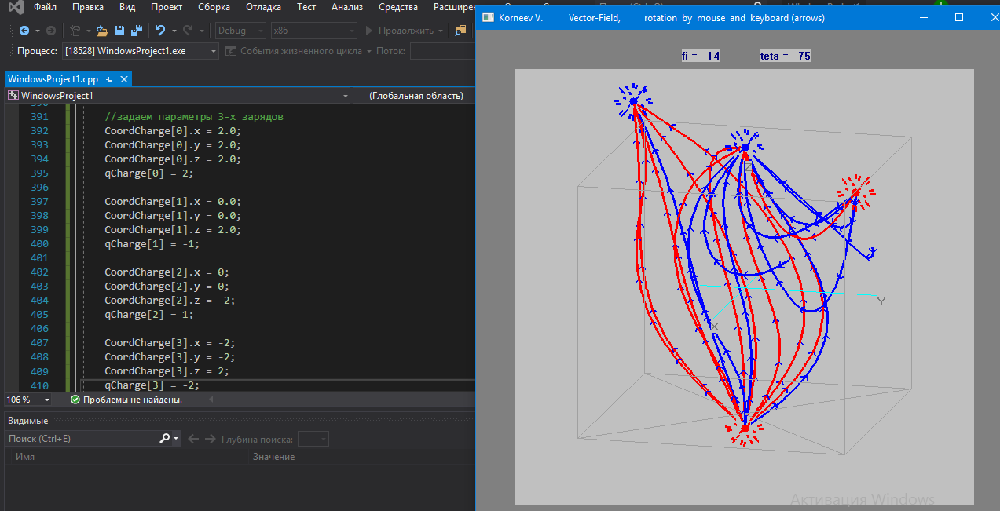 Файл Правка Вид Проект Сборка Отладка Тест Анализ Средства Расширен
Debug x86 Продолжить
Процесс: [18528] WindowsProject1.exe События жизненного цикла Поток:
WindowsProject1.cpp
WindowsProject1 (Глобальная область)
391 //задаем параметры 3-х зарядов
392 CoordCharge[0].x = 2.0;
393 CoordCharge[0].y = 2.0;
394 CoordCharge[0].z = 2.0;
395 qCharge[0] = 2;
396
397 CoordCharge[1].x = 0.0;
398 CoordCharge[1].y = 0.0;
399 CoordCharge[1].z = 2.0;
400 qCharge[1] = -1;
401
402 CoordCharge[2].x = 0;
403 CoordCharge[2].y = 0;
404 CoordCharge[2].z = -2;
405 qCharge[2] = 1;
406
407 CoordCharge[3].x = -2;
408 CoordCharge[3].y = -2;
409 CoordCharge[3].z = 2;
410 qCharge[3] = -2;
106 % Проблемы не найдены.
Видимые
Поиск (Ctrl+E) Глубина поиска:
Имя Значение
Korneev V. Vector-Field, rotation by mouse and keyboard (arrows)
fi = 14 teta = 75
Z
Y
X
Активация Windows